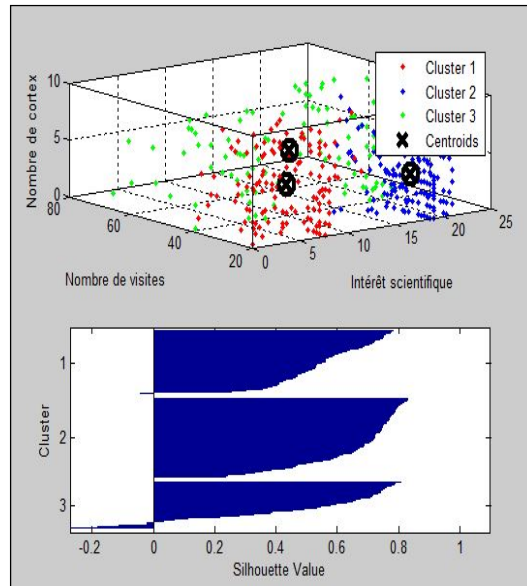 Cluster 1
Cluster 2
Cluster 3
Centroids
Nombre de cortex
10
5
0
80
60
40
20
0
5
10
15
20
25
Nombre de visites
Intérêt scientifique
Cluster
1
2
3
-0.2
0
0.2
0.4
0.6
0.8
1
Silhouette Value